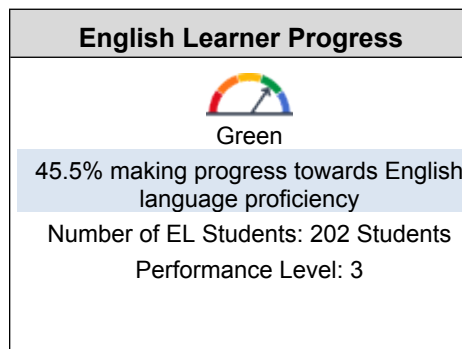 English Learner Progress
Green
45.5% making progress towards English
language proficiency
Number of EL Students: 202 Students
Performance Level: 3